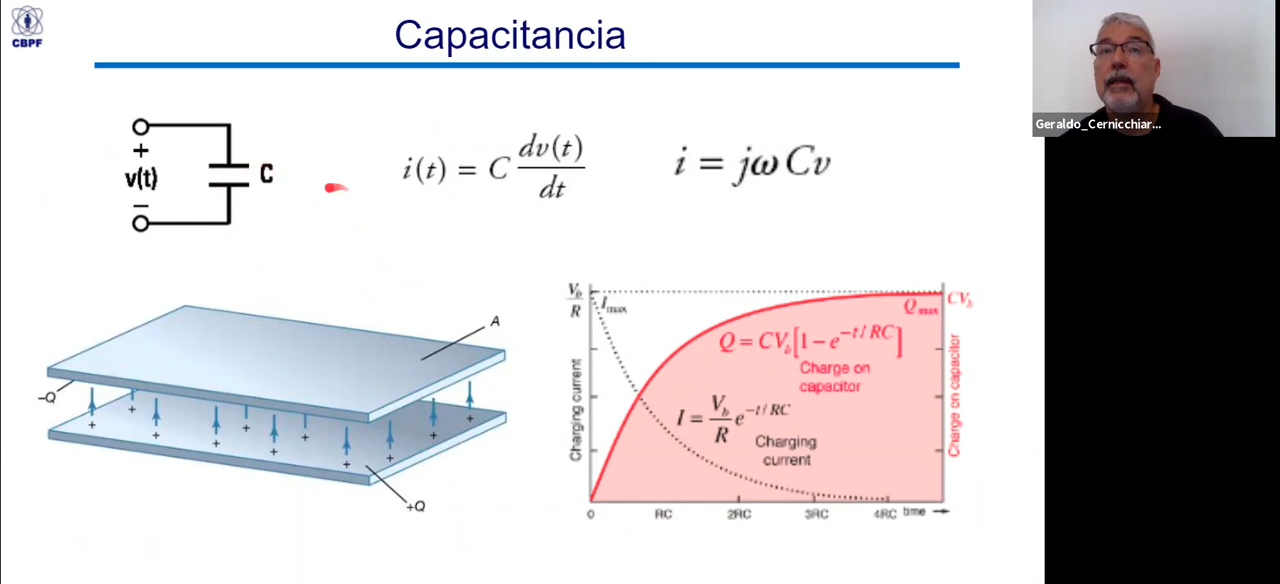 CBPF
Capacitancia
Geraldo_Cernicchiar...
+
v(t)
−
C
i(t) = C dv(t)/dt
i = jωCv
A
-Q
+ + + + + + + + + + +
+Q
V_b/R
I_max
Q_max
CV_b
Q = CV_b[1 − e^{−t/RC}]
Charge on
capacitor
I = V_b/R e^{−t/RC}
Charging
current
Charging current
Charge on capacitor
0 RC 2RC 3RC 4RC time →